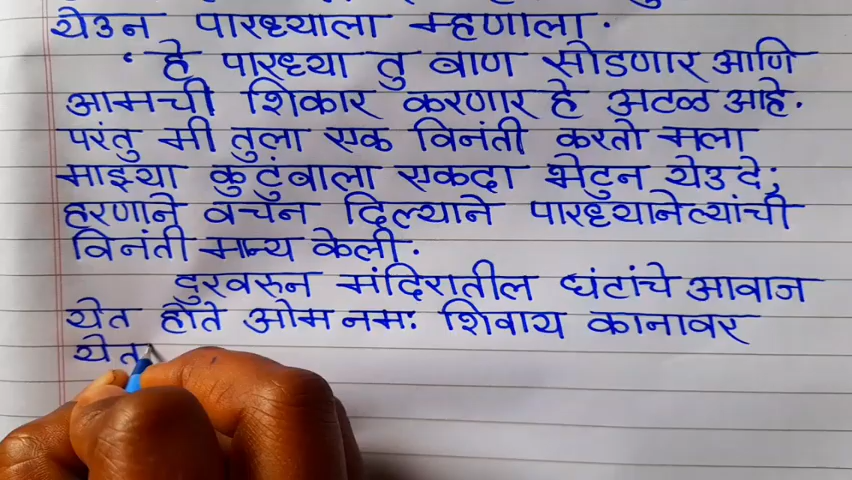 येउन पारध्याला म्हणाला.
‘ हे पारध्या तु बाण सोडणार आणि
आमची शिकार करणार हे अटळ आहे.
परंतु मी तुला एक विनंती करतो मला
माझ्या कुटुंबाला एकदा भेटुन येउ दे;
हरणाने वचन दिल्याने पारध्यानेत्यांची
विनंती मान्य केली.
दुरवरुन मंदिरातील घंटांचे आवाज
येत होते ओम नमः शिवाय कानावर
येत